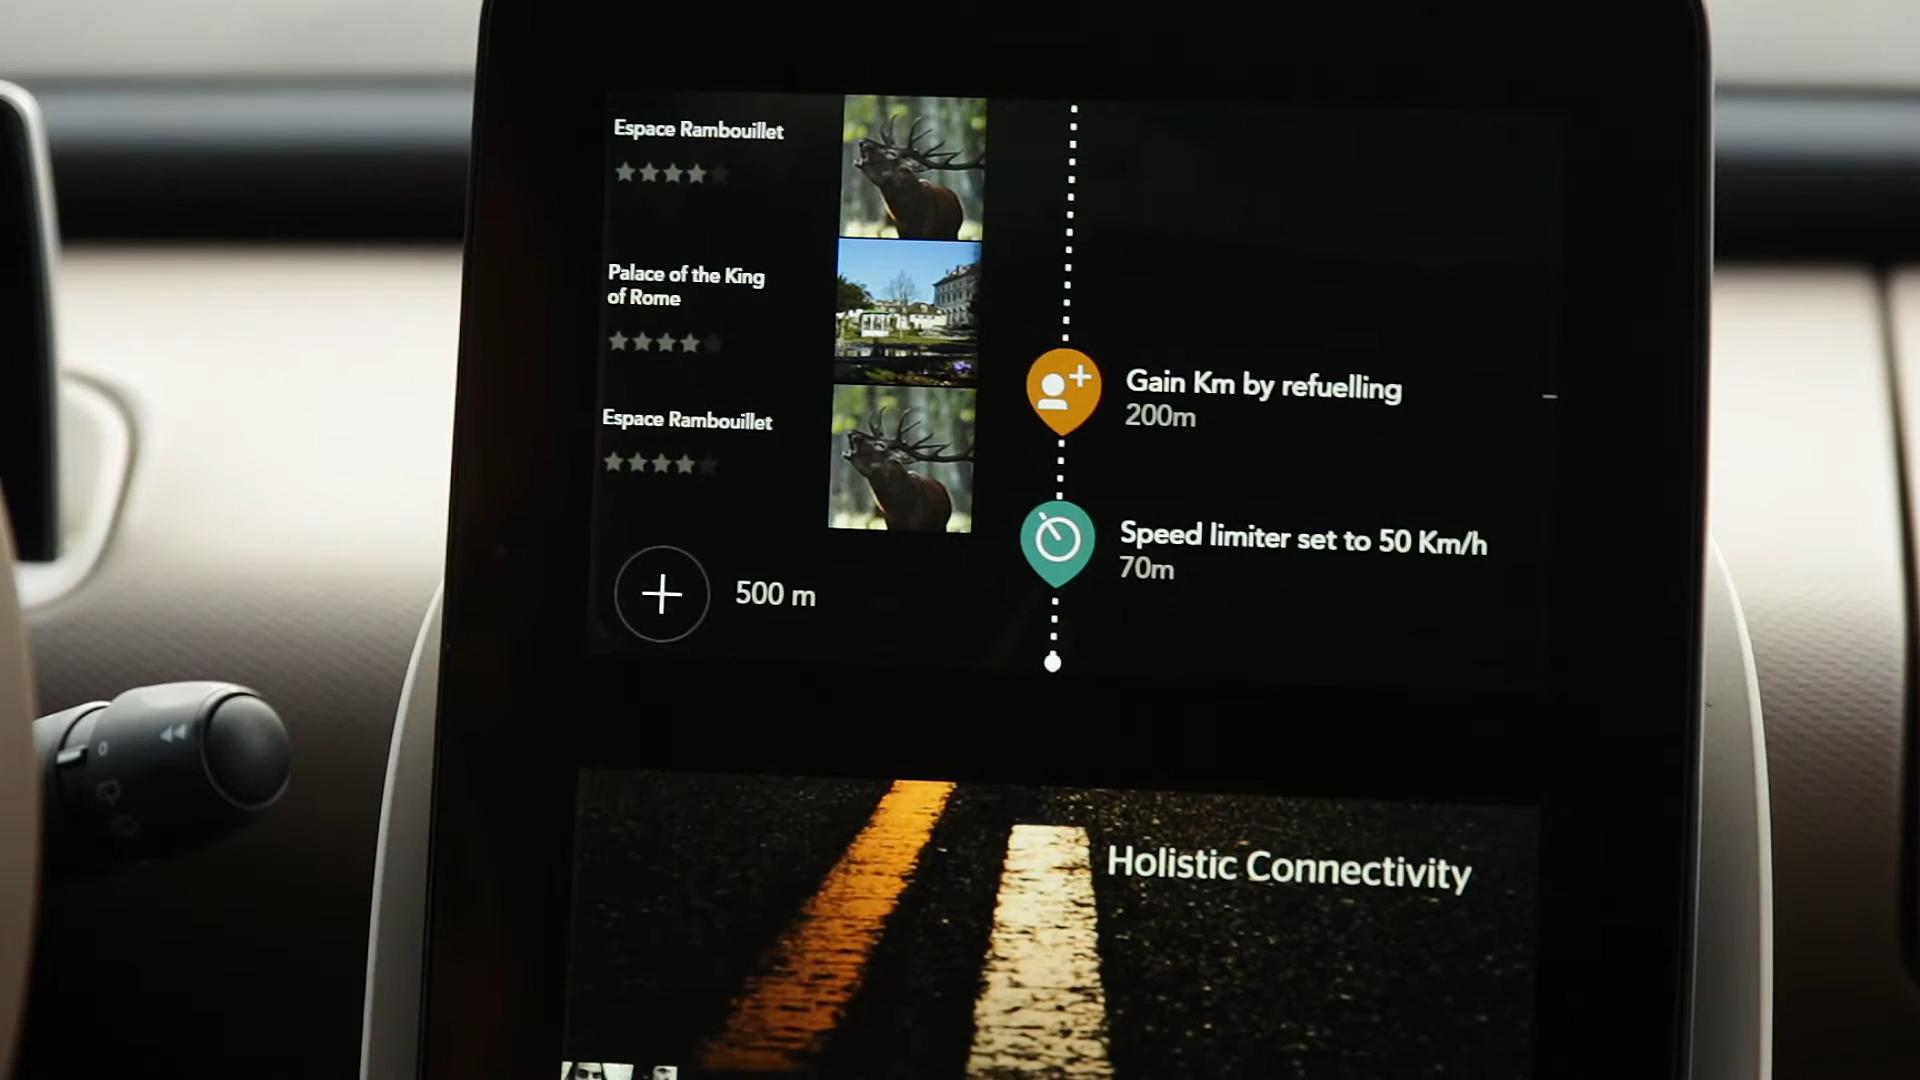 Espace Rambouillet
Palace of the King
of Rome
Espace Rambouillet
500 m
Gain Km by refuelling
200m
Speed limiter set to 50 Km/h
70m
Holistic Connectivity